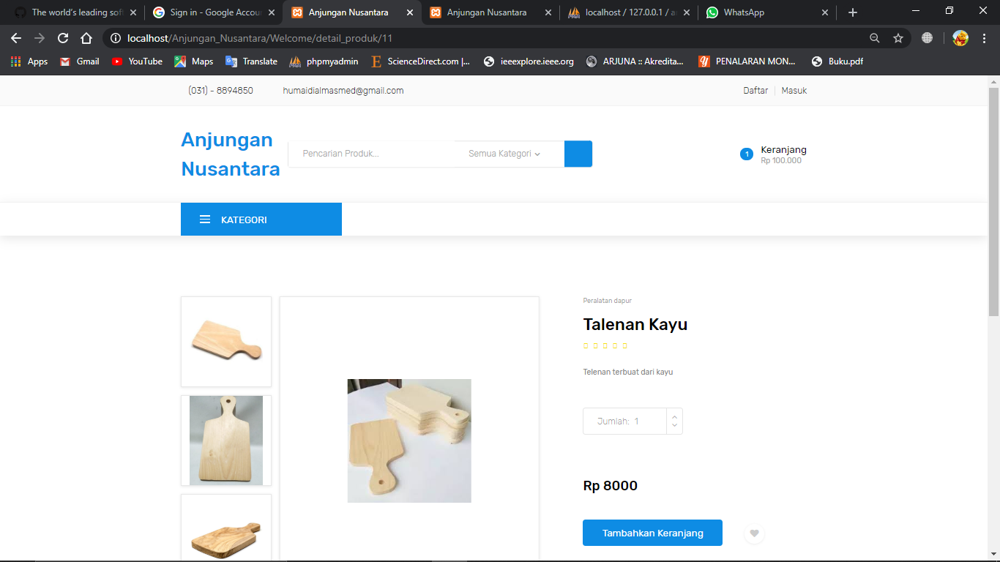 The world's leading sof
Sign in - Google Accou
Anjungan Nusantara
Anjungan Nusantara
localhost / 127.0.0.1 / a
WhatsApp
localhost/Anjungan_Nusantara/Welcome/detail_produk/11
Apps
Gmail
YouTube
Maps
Translate
phpmyadmin
ScienceDirect.com |...
ieeexplore.ieee.org
ARJUNA :: Akredita...
PENALARAN MON...
Buku.pdf
(031) - 8894850
humaidialmasmed@gmail.com
Daftar
Masuk
Anjungan
Nusantara
Pencarian Produk...
Semua Kategori
1
Keranjang
Rp 100.000
KATEGORI
Peralatan dapur
Talenan Kayu
Telenan terbuat dari kayu
Jumlah: 1
Rp 8000
Tambahkan Keranjang